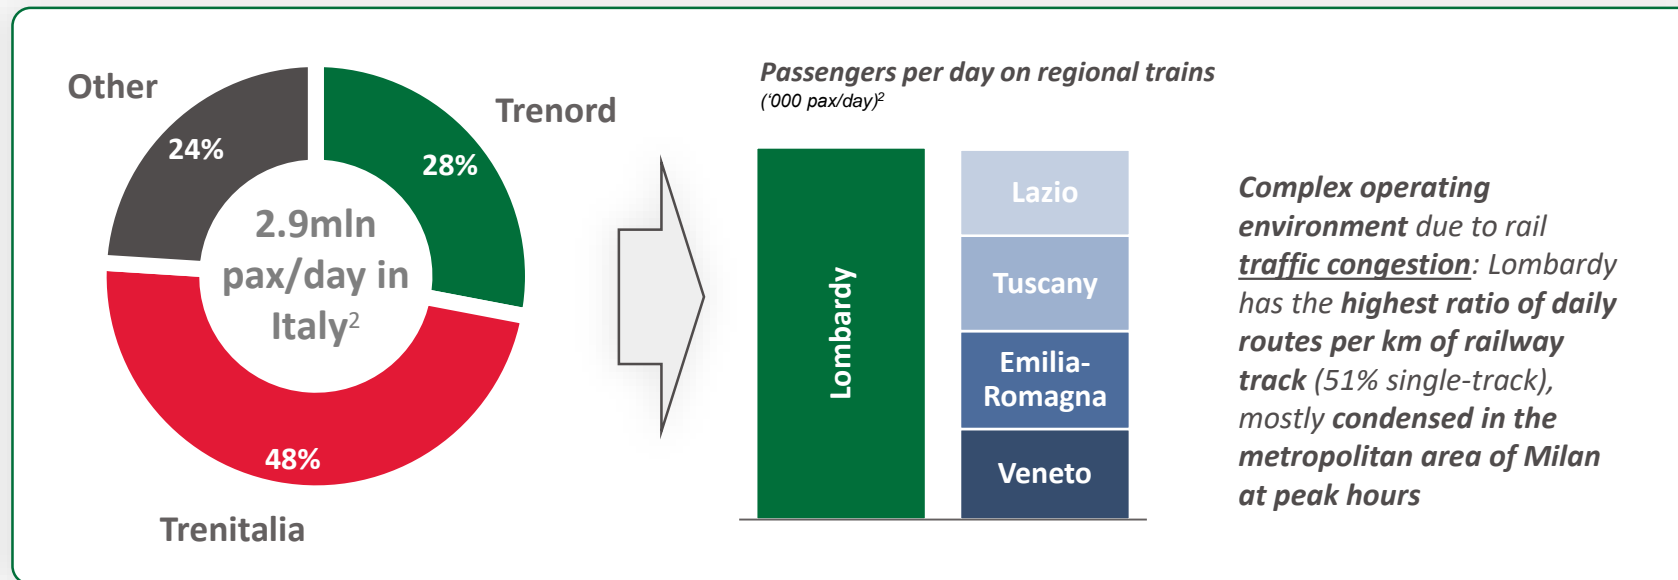 Other
Trenord
24%
28%
2.9mln
pax/day in
Italy²
48%
Trenitalia
Passengers per day on regional trains
(‘000 pax/day)²
Lombardy
Lazio
Tuscany
Emilia-
Romagna
Veneto
Complex operating
environment due to rail
traffic congestion: Lombardy
has the highest ratio of daily
routes per km of railway
track (51% single-track),
mostly condensed in the
metropolitan area of Milan
at peak hours